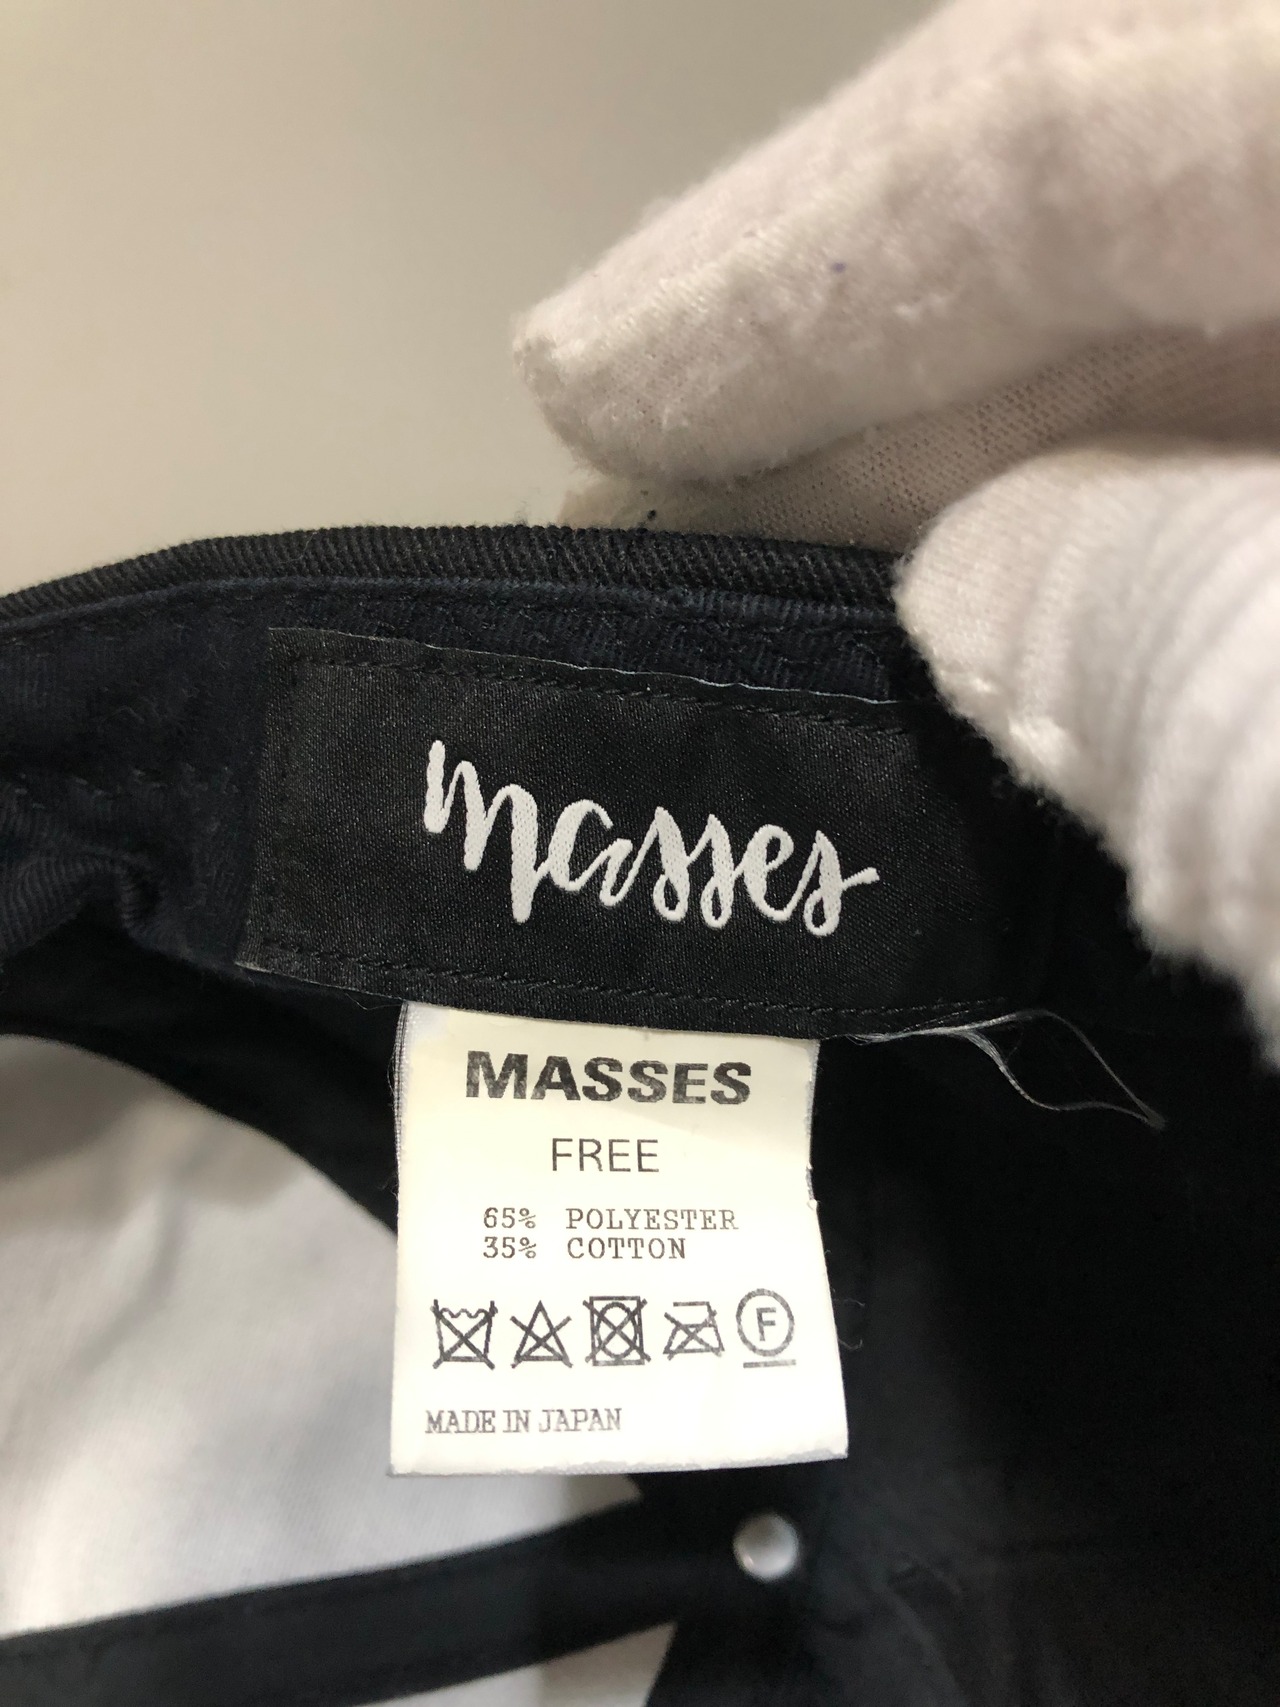 masses
MASSES
FREE
65% POLYESTER
35% COTTON
F
MADE IN JAPAN